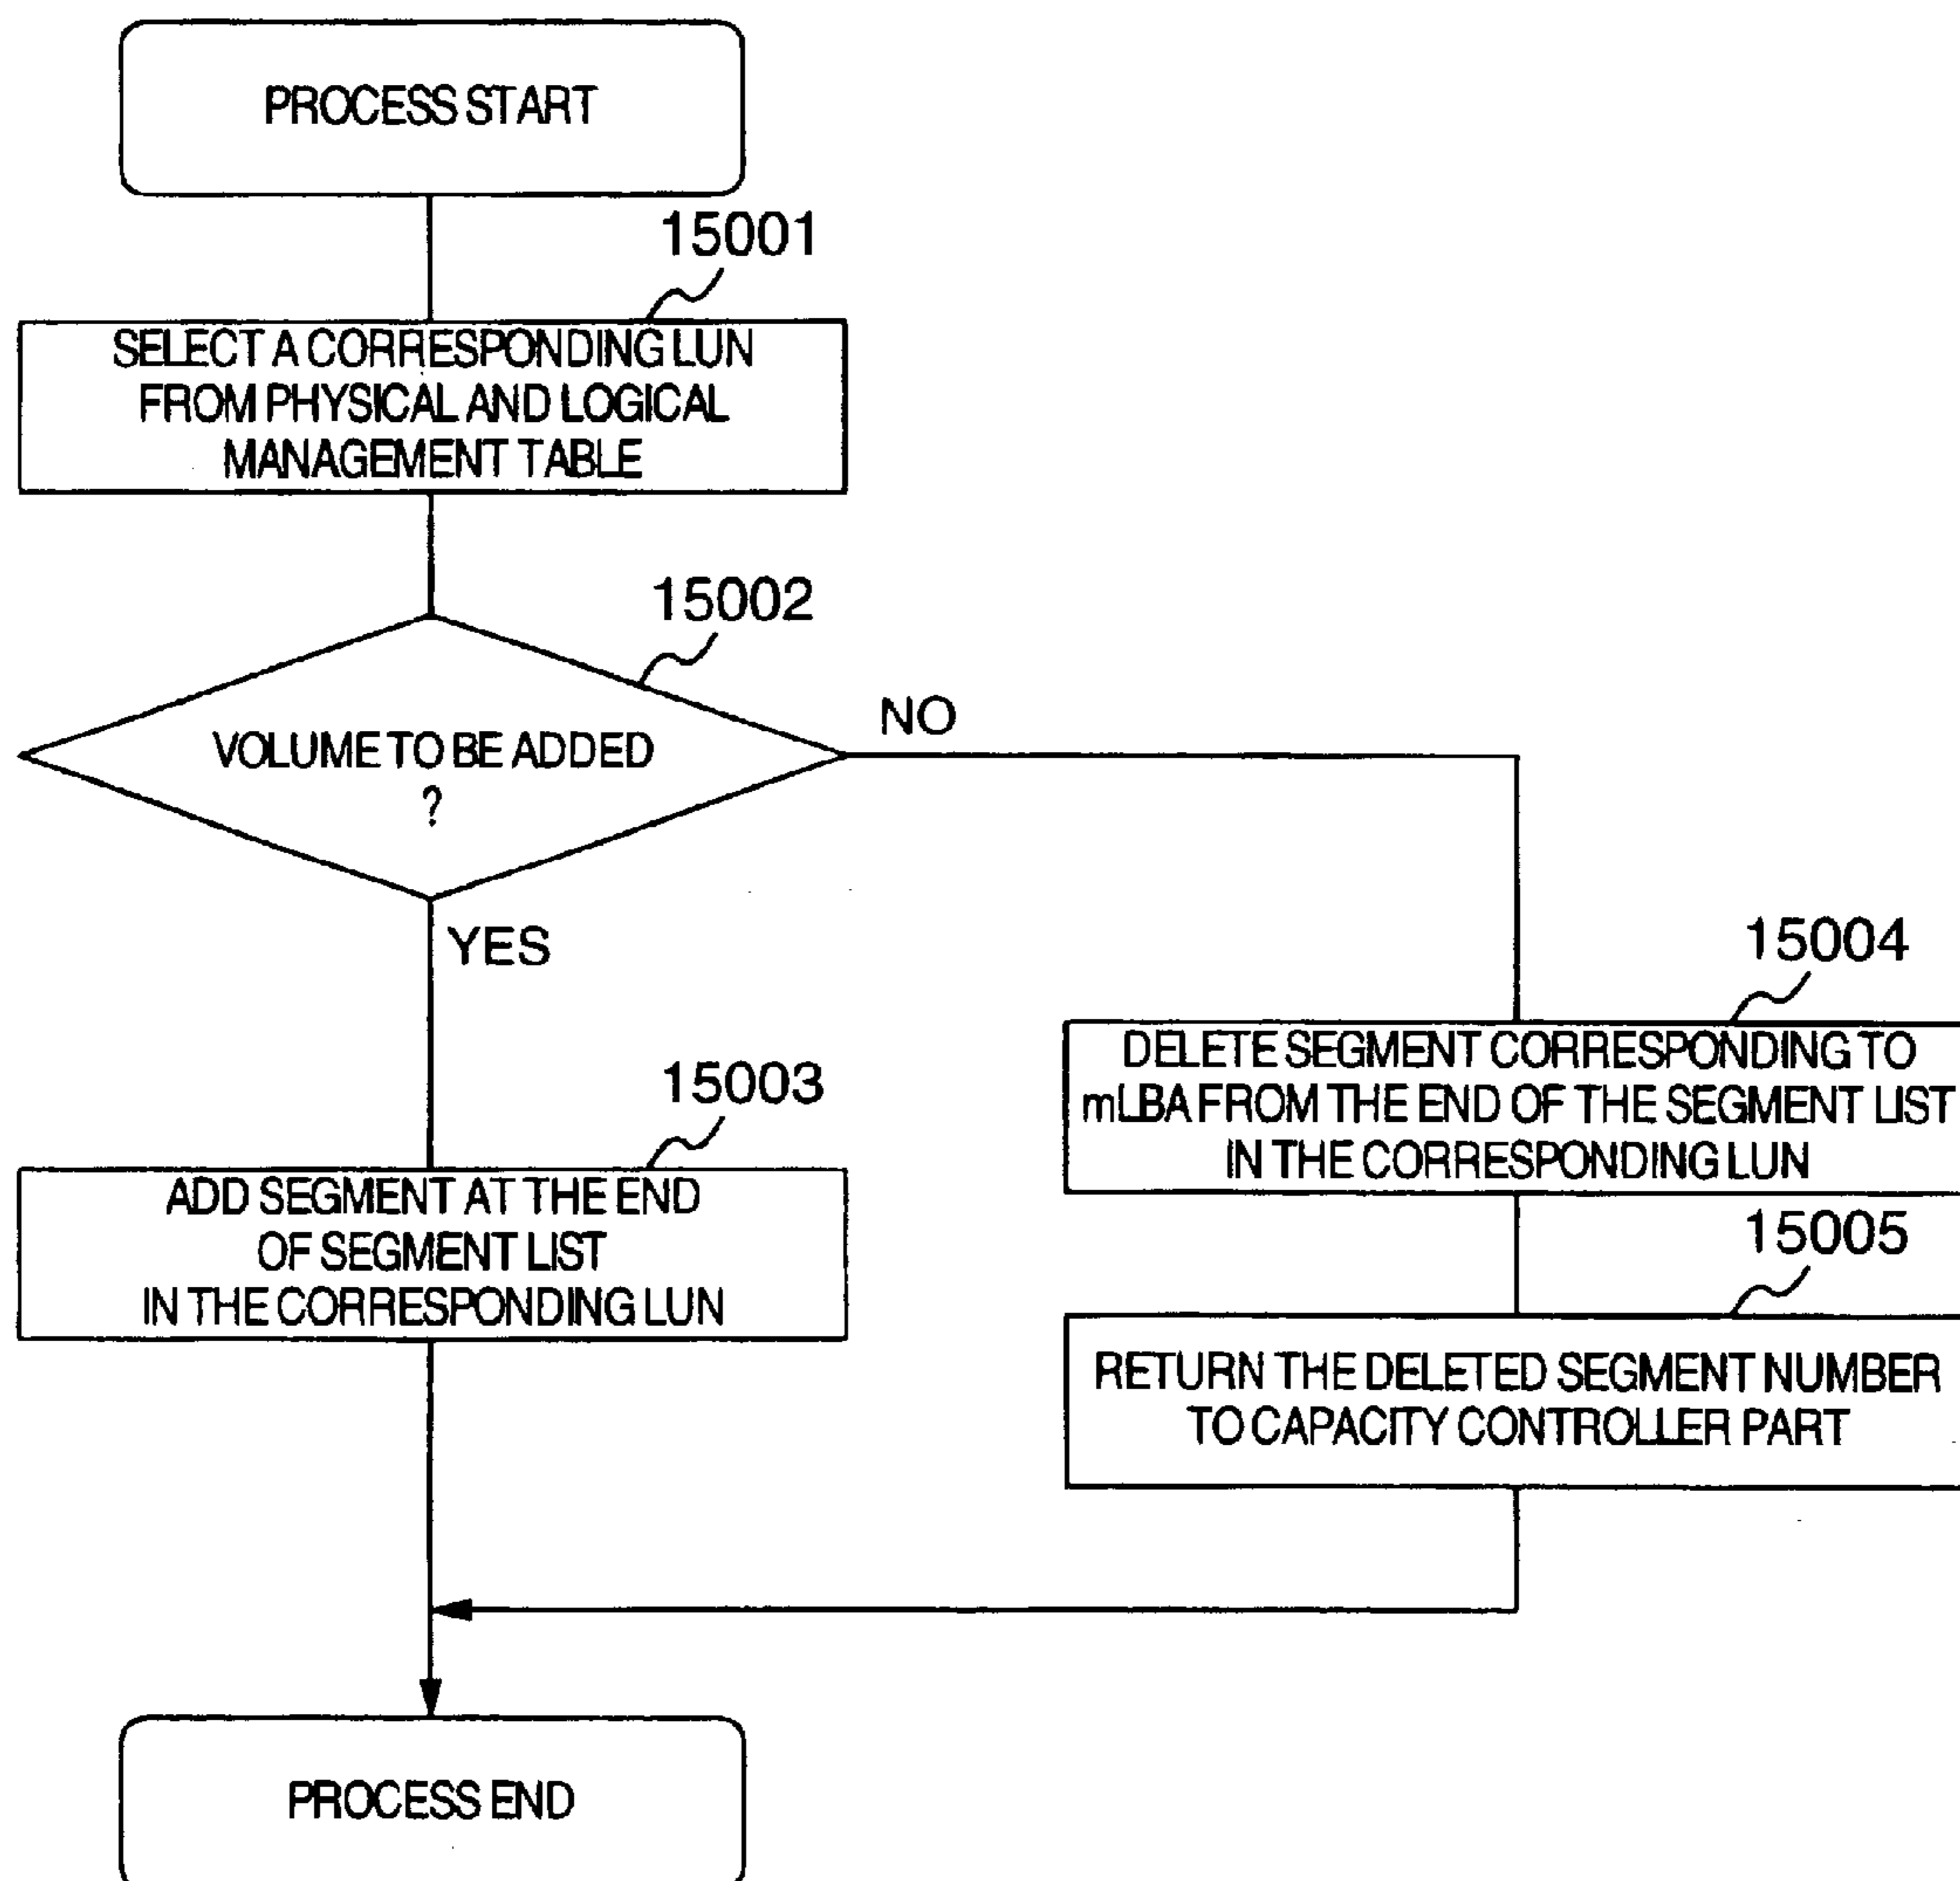 PROCESS START
15001
SELECT A CORRESPONDING LUN
FROM PHYSICAL AND LOGICAL
MANAGEMENT TABLE
15002
VOLUME TO BE ADDED
?
NO
YES
15003
ADD SEGMENT AT THE END
OF SEGMENT LIST
IN THE CORRESPONDING LUN
15004
DELETE SEGMENT CORRESPONDING TO
mLBA FROM THE END OF THE SEGMENT LIST
IN THE CORRESPONDING LUN
15005
RETURN THE DELETED SEGMENT NUMBER
TO CAPACITY CONTROLLER PART
PROCESS END